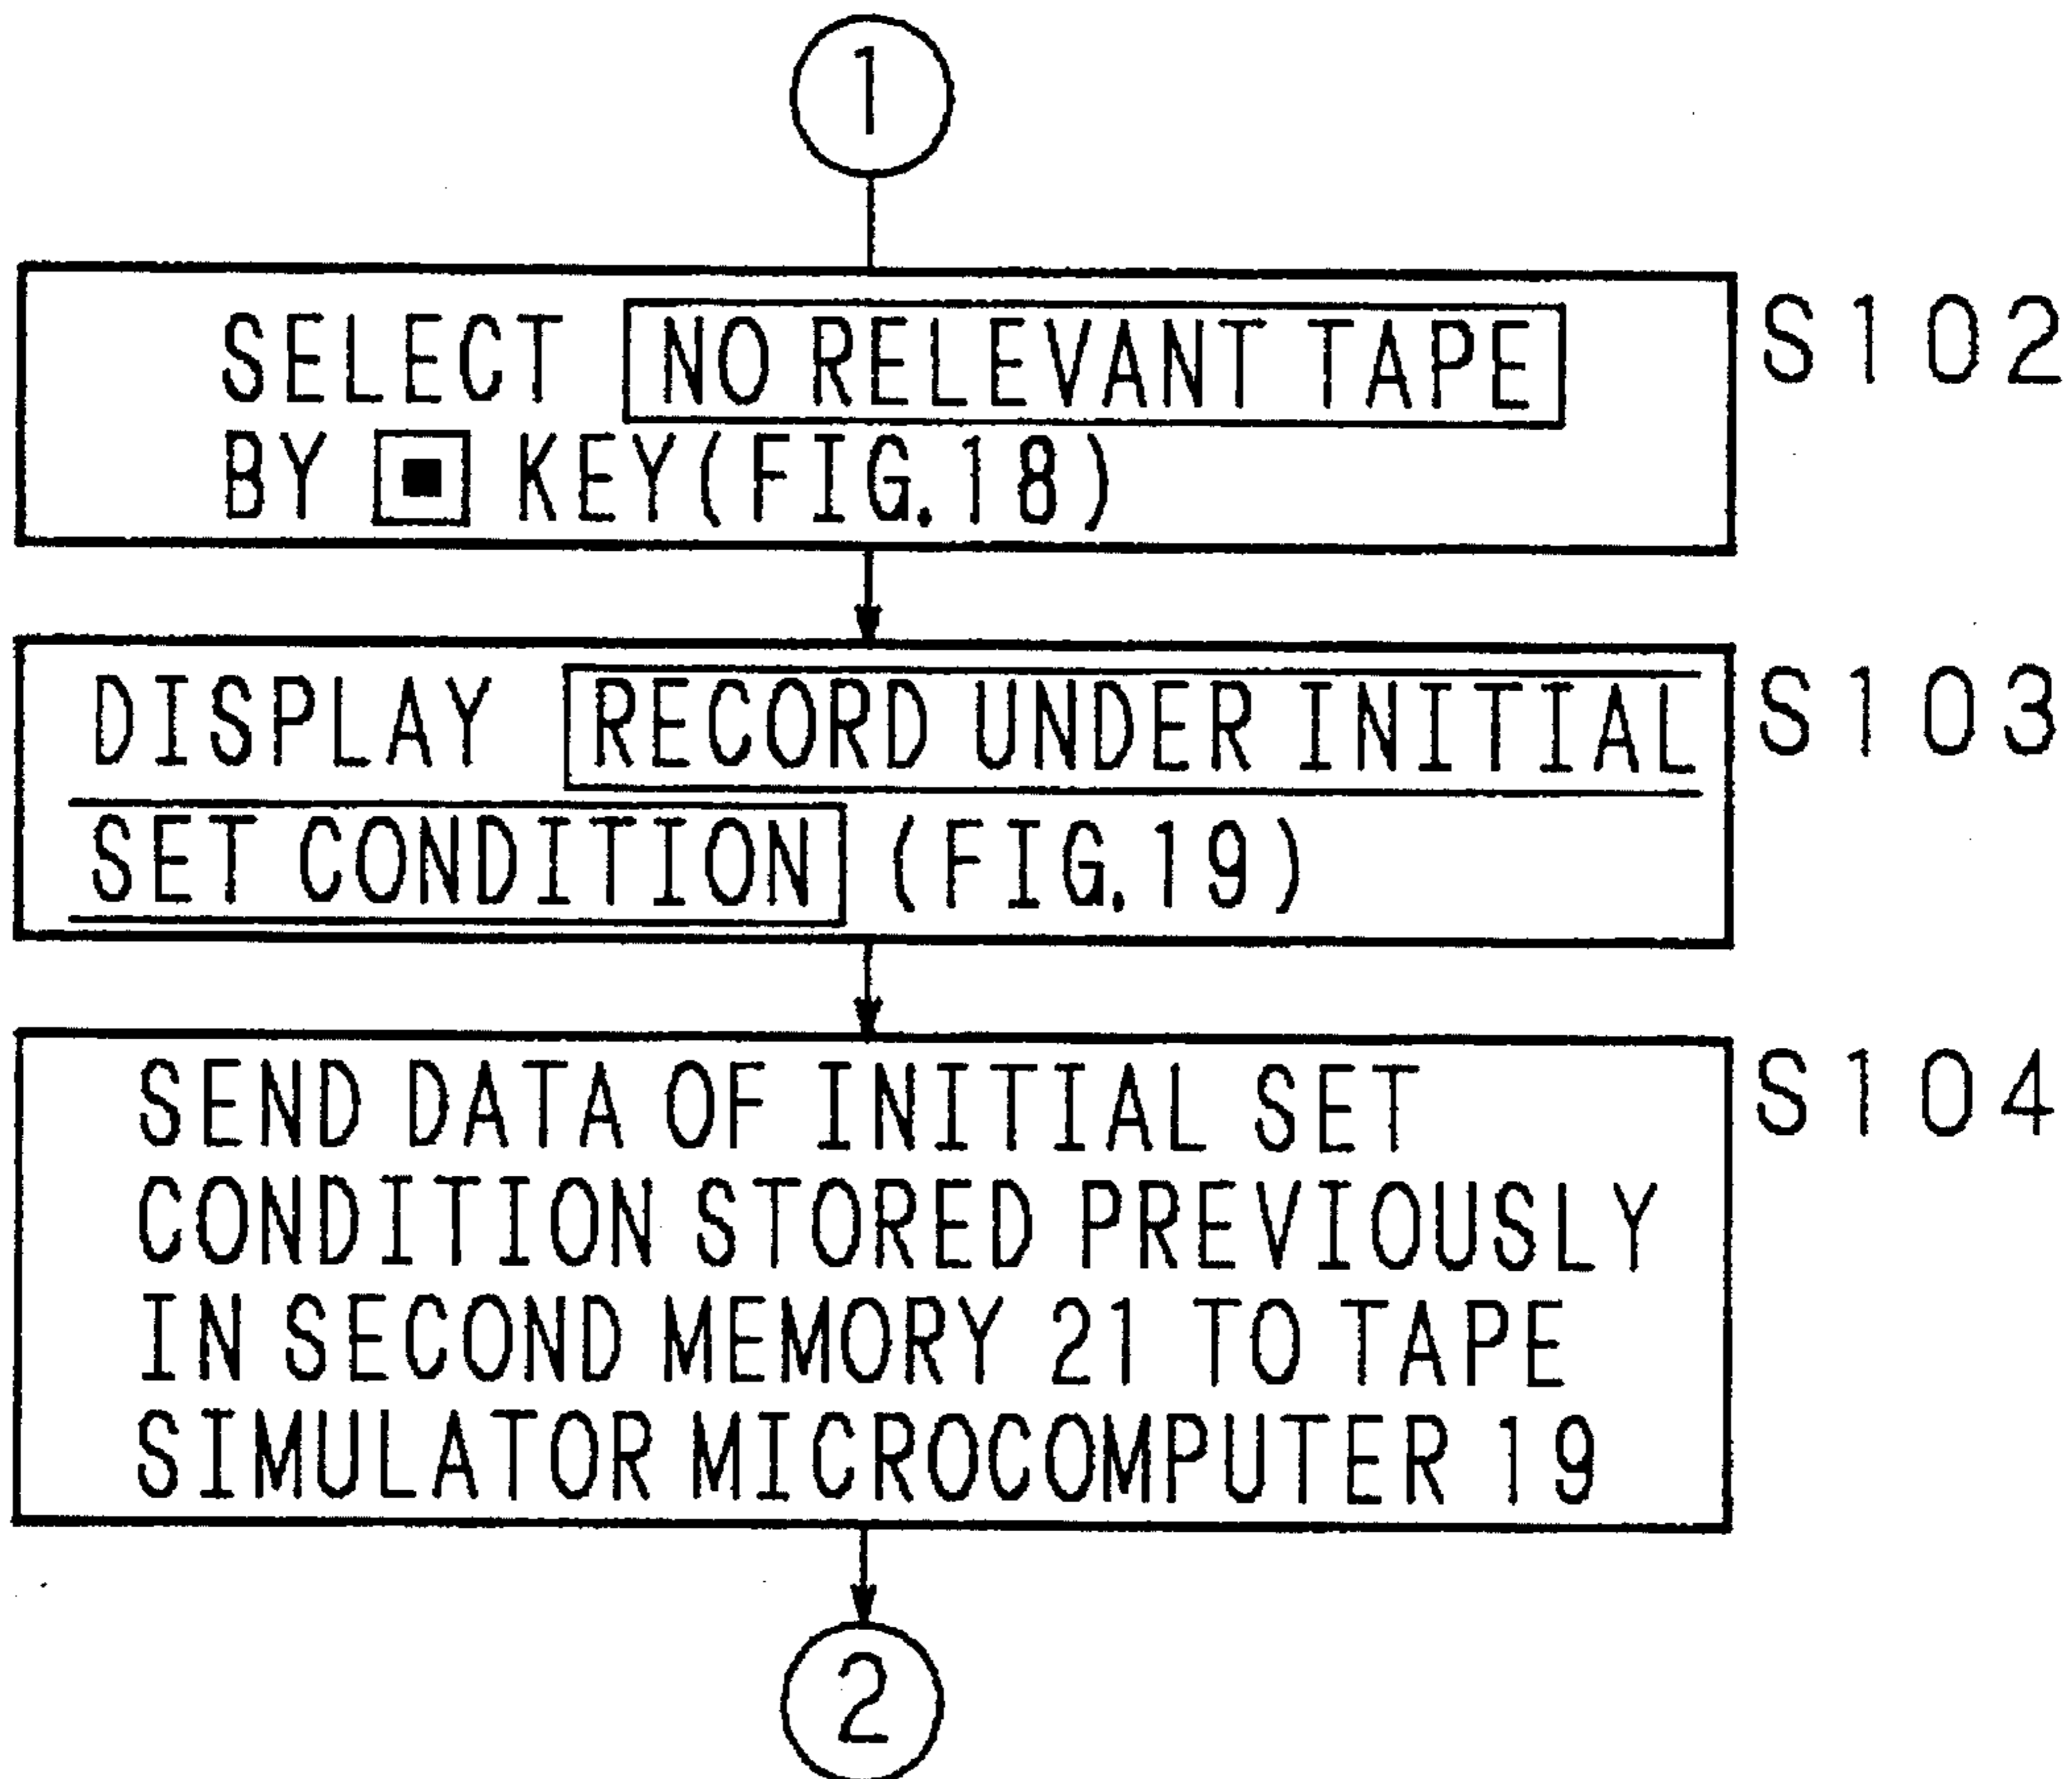 1
SELECT NO RELEVANT TAPE
BY ▣ KEY(FIG.18)
S102
DISPLAY RECORD UNDER INITIAL
SET CONDITION (FIG.19)
S103
SEND DATA OF INITIAL SET
CONDITION STORED PREVIOUSLY
IN SECOND MEMORY 21 TO TAPE
SIMULATOR MICROCOMPUTER 19
S104
2